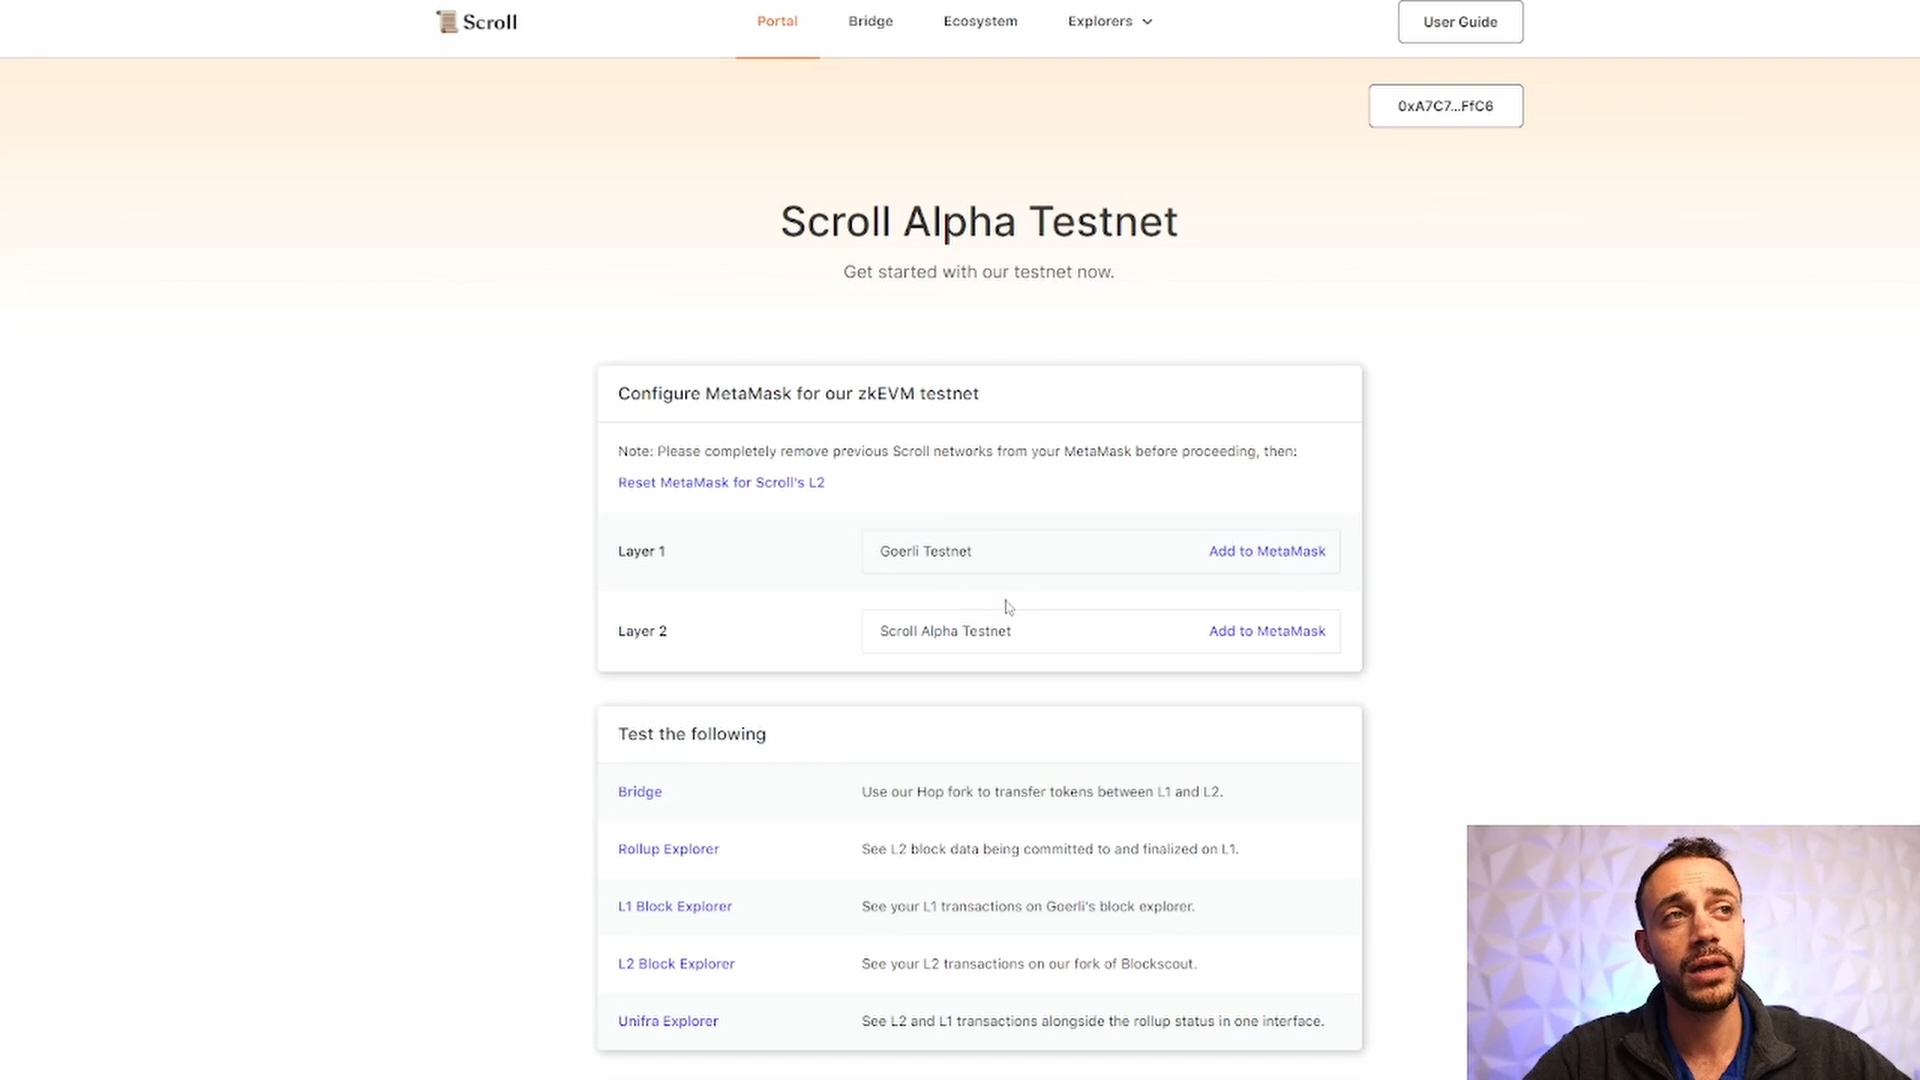 Scroll
Portal
Bridge
Ecosystem
Explorers
User Guide
0xA7C7...FfC6
Scroll Alpha Testnet
Get started with our testnet now.
Configure MetaMask for our zkEVM testnet
Note: Please completely remove previous Scroll networks from your MetaMask before proceeding, then:
Reset MetaMask for Scroll's L2
Layer 1
Goerli Testnet
Add to MetaMask
Layer 2
Scroll Alpha Testnet
Add to MetaMask
Test the following
Bridge
Use our Hop fork to transfer tokens between L1 and L2.
Rollup Explorer
See L2 block data being committed to and finalized on L1.
L1 Block Explorer
See your L1 transactions on Goerli's block explorer.
L2 Block Explorer
See your L2 transactions on our fork of Blockscout.
Unifra Explorer
See L2 and L1 transactions alongside the rollup status in one interface.